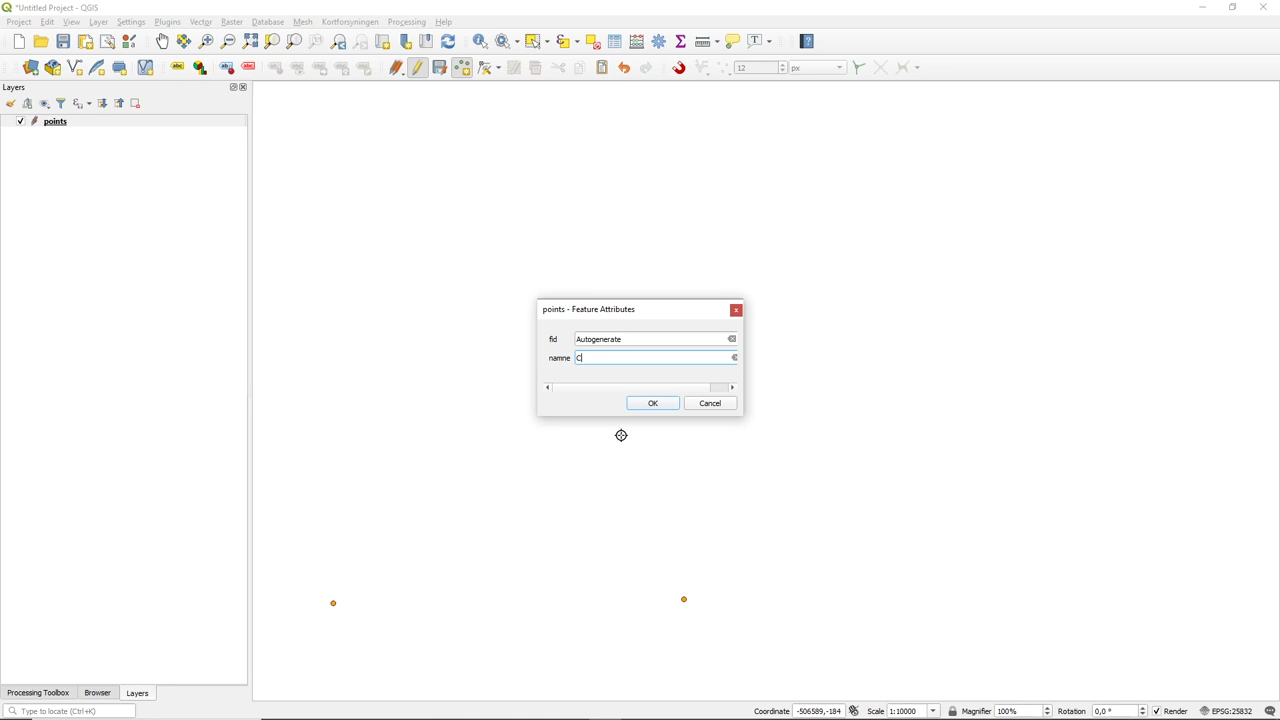 *Untitled Project - QGIS
Project Edit View Layer Settings Plugins Vector Raster Database Mesh Kortforsyningen Processing Help
12 px
Layers
points
points - Feature Attributes
x
fid Autogenerate
namne C
OK Cancel
Processing Toolbox Browser Layers
Type to locate (Ctrl+K) Coordinate -506589,-184 Scale 1:10000 Magnifier 100% Rotation 0,0 ° Render EPSG:25832